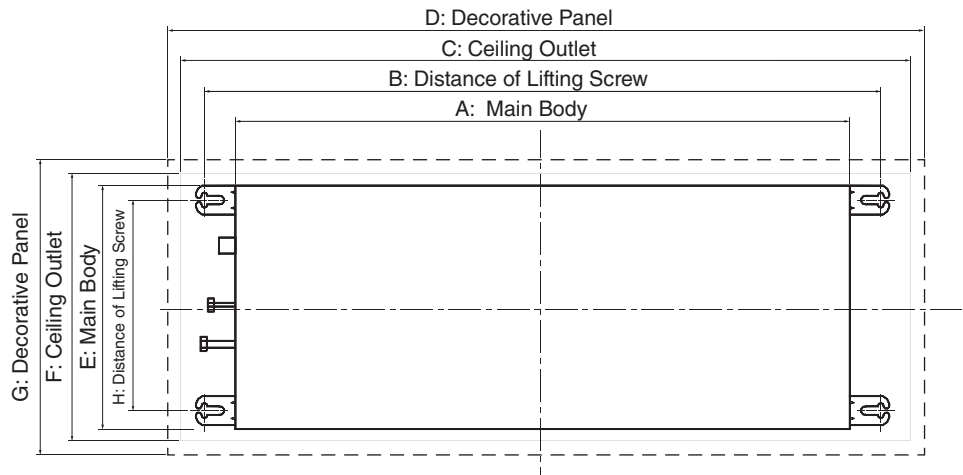 D: Decorative Panel
C: Ceiling Outlet
B: Distance of Lifting Screw
A: Main Body
G: Decorative Panel
F: Ceiling Outlet
E: Main Body
H: Distance of Lifting Screw